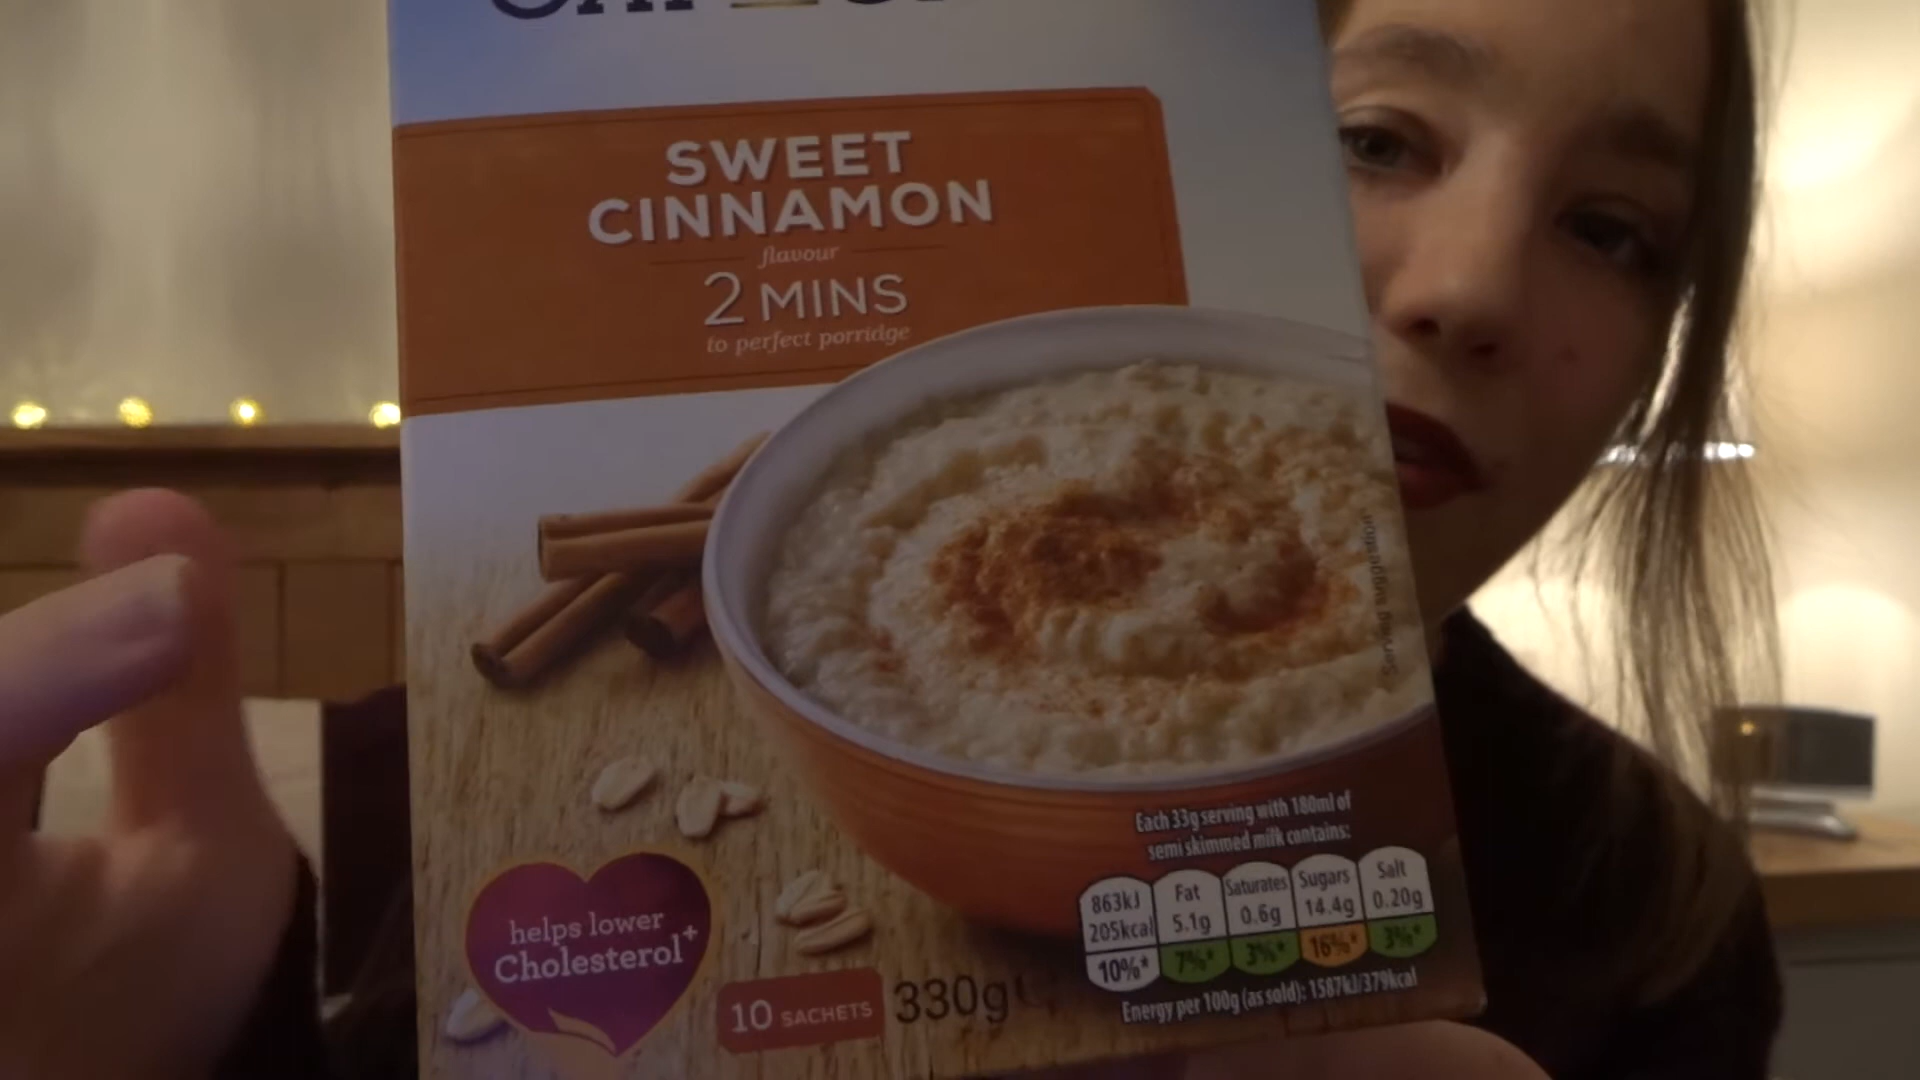 SWEET
CINNAMON
flavour
2 MINS
to perfect porridge
Serving suggestion
Each 33g serving with 180ml of
semi skimmed milk contains:
863kJ
205kcal
10%*
Fat
5.1g
7%*
Saturates
0.6g
3%*
Sugars
14.4g
16%*
Salt
0.20g
3%*
Energy per 100g (as sold): 1587kJ/379kcal
helps lower
Cholesterol+
10 SACHETS
330g